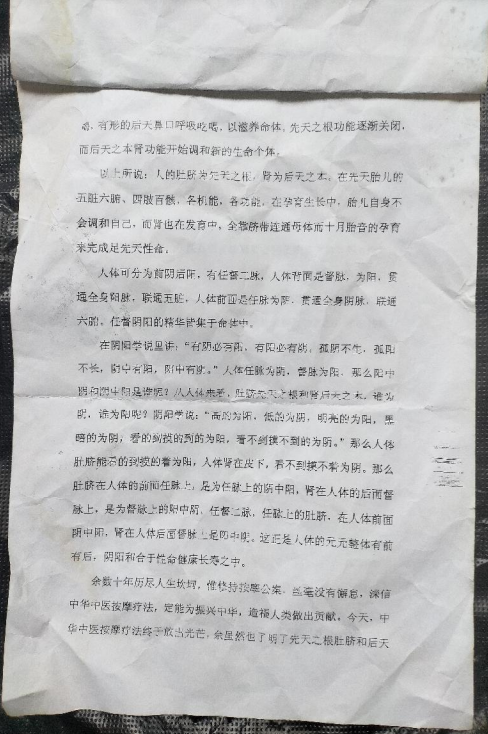 有形的后天鼻口呼吸吃喝，以滋养命体，先天之根功能逐渐关闭，
而后天之本肾功能开始调和新的生命个体。
以上所说：人的肚脐为先天之根，肾为后天之本，在先天胎儿的
五脏六腑、四肢百骸，各机能，各功能，在孕育生长中，胎儿自身不
会调和自己，而肾也在发育中，全靠脐带连通母体而十月胎音的孕育
来完成足先天性命。
人体可分为前阴后阳，有任督二脉，人体背面是督脉，为阳，贯
通全身阳脉，联通五脏，人体前面是任脉为阴，贯通全身阴脉，联通
六腑，任督阴阳的精华皆集于命体中。
在阴阳学说里讲：“有阴必有阳，有阳必有阴，孤阴不生，孤阳
不长，阴中有阳，阳中有阴。”人体任脉为阴，督脉为阳，那么阳中
阴和阴中阳是谁呢？从人体来看，肚脐先天之根和肾后天之本，谁为
阴，谁为阳呢？阴阳学说：“高的为阳，低的为阴，明亮的为阳，黑
暗的为阴，看的到摸的到的为阳，看不到摸不到的为阴。”那么人体
肚脐能看的到摸的着为阳，人体肾在皮下，看不到摸不着为阴。那么
肚脐在人体的前面任脉上，是为任脉上的阴中阳，肾在人体的后面督
脉上，是为督脉上的阳中阴，任督二脉，任脉上的肚脐，在人体前面
阴中阳，肾在人体后面督脉上是阳中阴。这正是人体的元元整体有前
有后，阴阳和合于性命健康长寿之中。
余数十年历尽人生坎坷，惟修持按摩公案，丝毫没有懈怠，深信
中华中医按摩疗法，定能为振兴中华，造福人类做出贡献。今天，中
华中医按摩疗法终于放出光芒，余虽然也了明了先天之根肚脐和后天